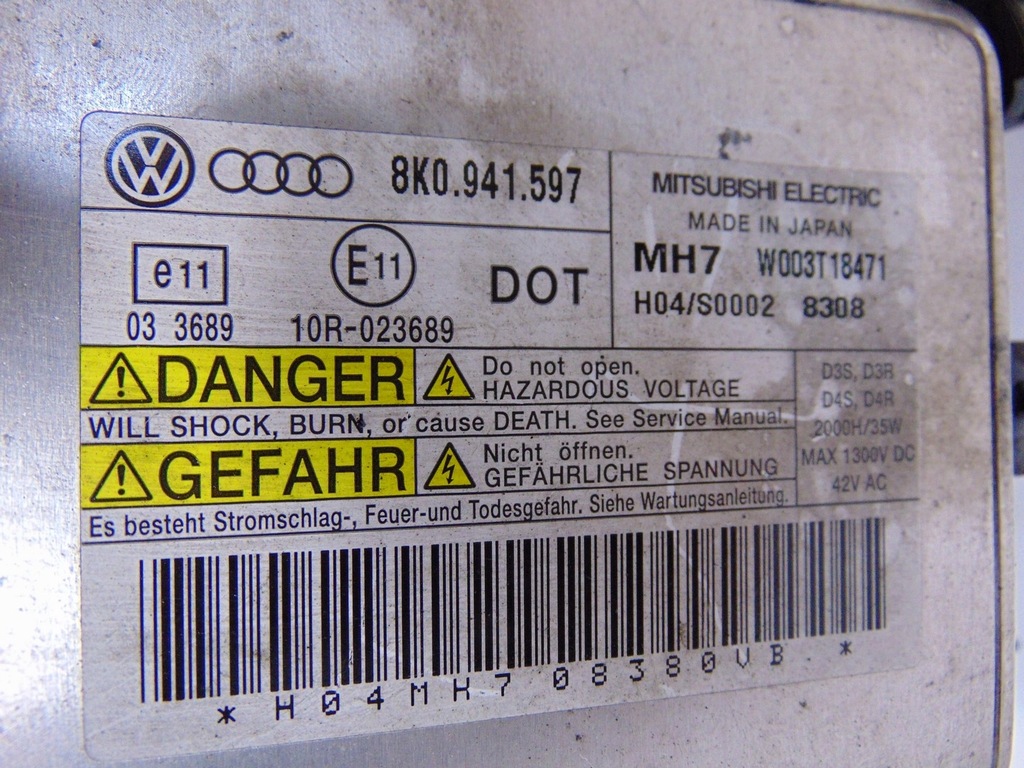 VW 8K0.941.597
MITSUBISHI ELECTRIC
MADE IN JAPAN
MH7 W003T18471
H04/S0002 8308
e11 E11 DOT
03 3689 10R-023689
DANGER Do not open.
HAZARDOUS VOLTAGE
WILL SHOCK, BURN, or cause DEATH. See Service Manual.
GEFAHR Nicht öffnen.
GEFÄHRLICHE SPANNUNG
Es besteht Stromschlag-, Feuer-und Todesgefahr. Siehe Wartungsanleitung.
D3S, D3R
D4S, D4R
2000H/35W
MAX 1300V DC
42V AC
*H04MH708380VB *